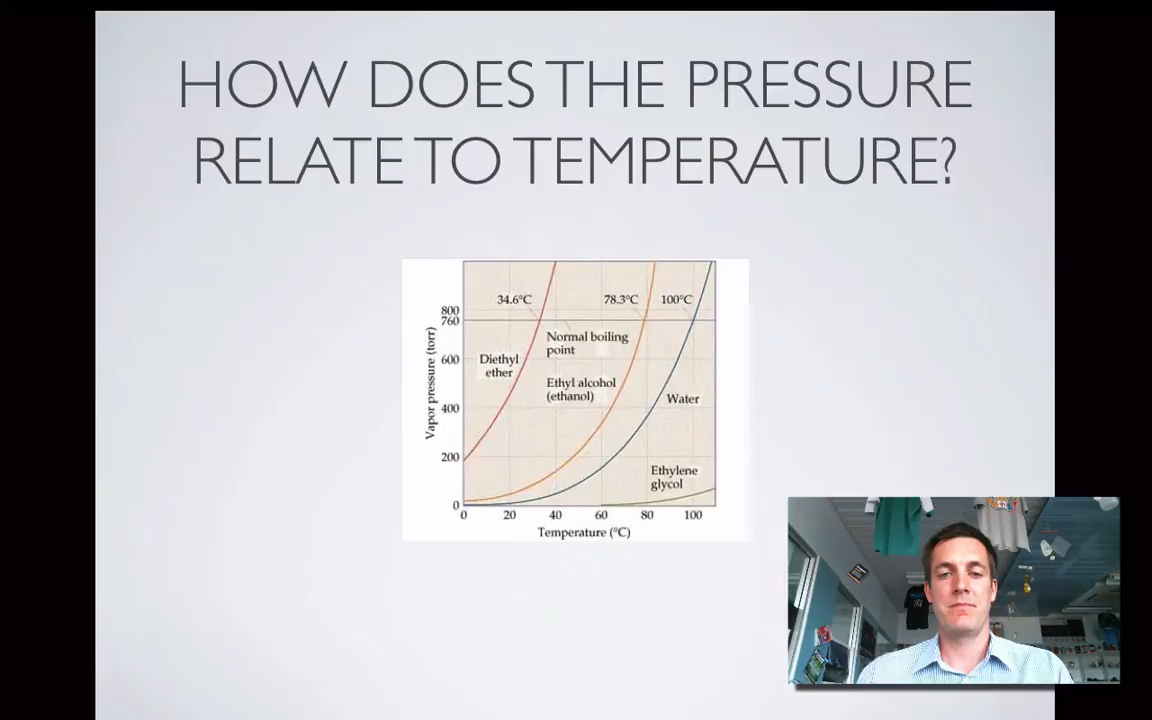 HOW DOES THE PRESSURE
RELATE TO TEMPERATURE?
34.6°C
78.3°C
100°C
800
760
Normal boiling
point
Diethyl
ether
600
Ethyl alcohol
(ethanol)
Water
400
Vapor pressure (torr)
200
Ethylene
glycol
0
0 20 40 60 80 100
Temperature (°C)